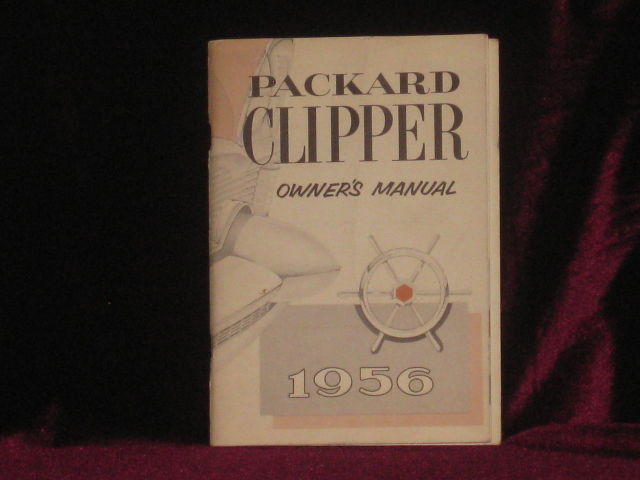 PACKARD
CLIPPER
OWNER'S MANUAL
1956